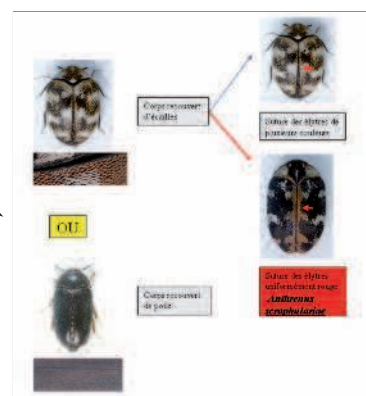 Corps recouvert
d'écailles
Suture des élytres de
plusieurs couleurs
OU
Corps recouvert
de poils
Suture des élytres
uniformément rouge
Anthrenus
scrophulariae